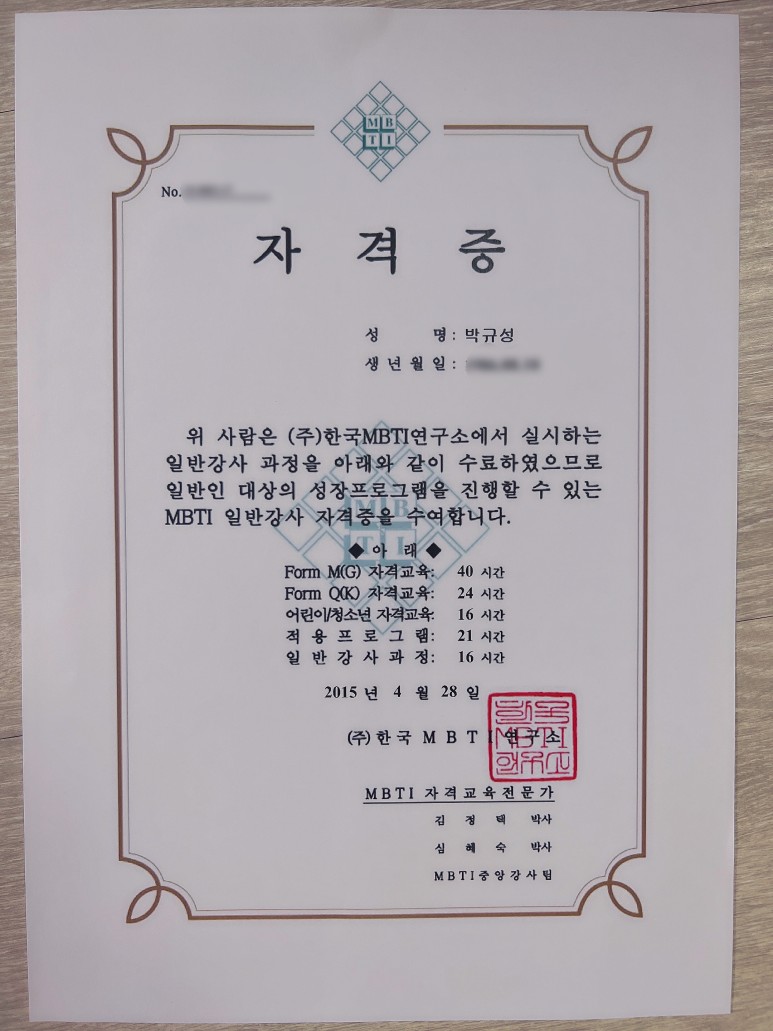 MB
TI
No.
자 격 증
성 명 : 박규성
생년월일 :
위 사람은 (주)한국MBTI연구소에서 실시하는
일반강사 과정을 아래와 같이 수료하였으므로
일반인 대상의 성장프로그램을 진행할 수 있는
MBTI 일반강사 자격증을 수여합니다.
◆ 아 래 ◆
Form M(G) 자격교육: 40 시간
Form Q(K) 자격교육: 24 시간
어린이/청소년 자격교육: 16 시간
적용프로그램: 21 시간
일반강사과정: 16 시간
2015 년 4 월 28 일
(주) 한국 MBTI 연구소
한국
MBTI
연구소
MBTI 자격교육전문가
김 정 택 박사
심 혜 숙 박사
MBTI중앙강사팀